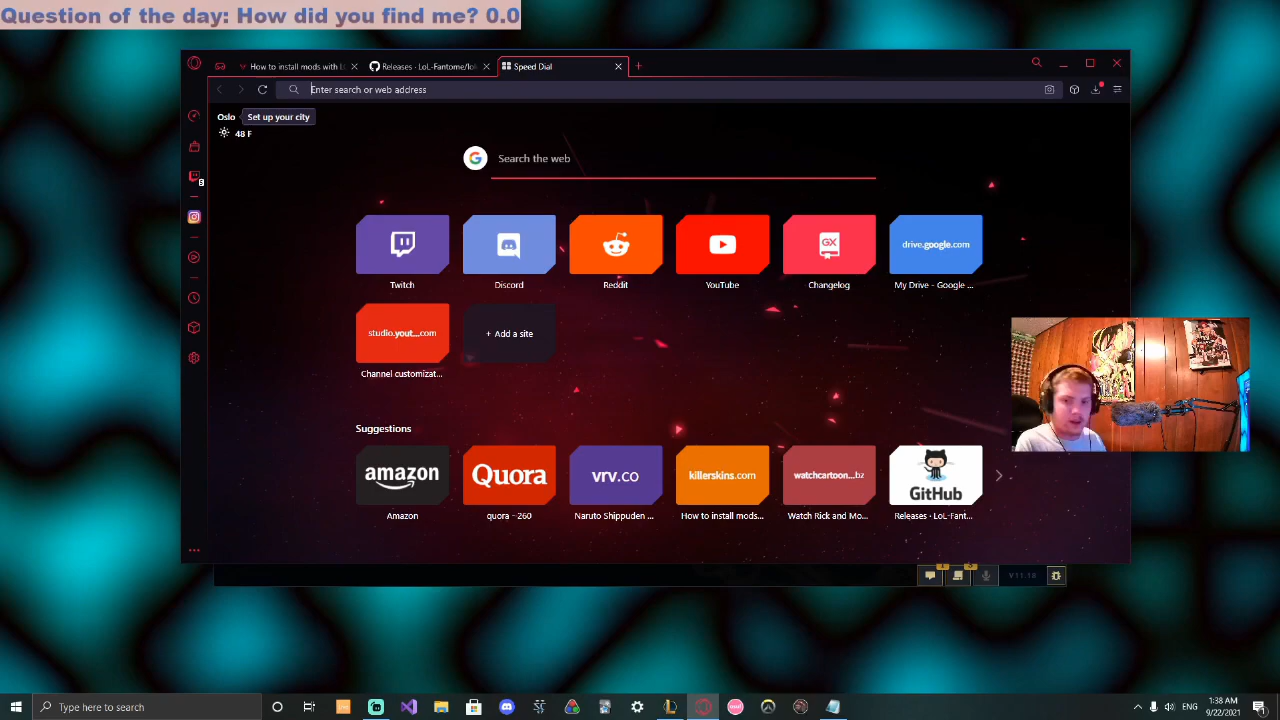 Question of the day: How did you find me? 0.0
How to install mods with L
Releases · LoL-Fantome/lol
Speed Dial
Enter search or web address
Oslo
Set up your city
48 F
Search the web
drive.google.com
Twitch
Discord
Reddit
YouTube
Changelog
My Drive - Google ...
GX
studio.yout...com
+ Add a site
Channel customizat...
Suggestions
amazon
Quora
vrv.co
killerskins.com
watchcartoon...bz
GitHub
Amazon
quora ~260
Naruto Shippuden ...
How to install mods...
Watch Rick and Mo...
Releases · LoL-Fant...
V11.18
Type here to search
ENG
1:38 AM
9/22/2021